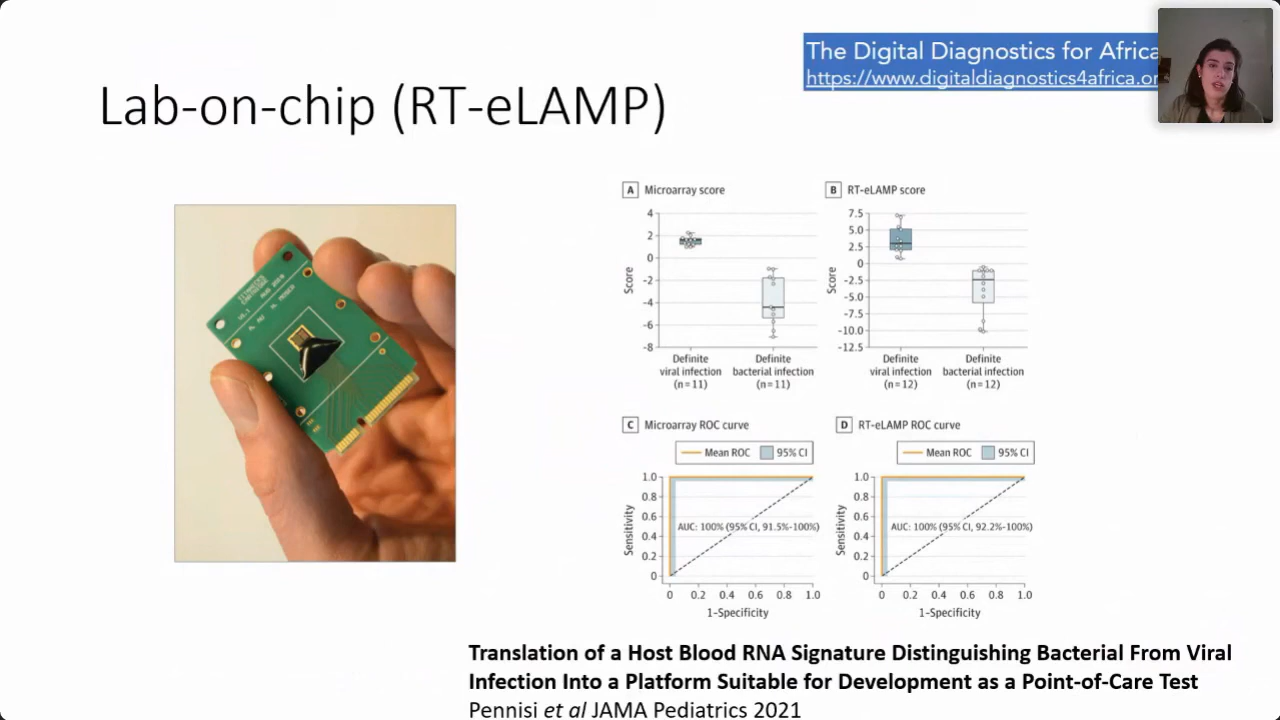 The Digital Diagnostics for Africa
https://www.digitaldiagnostics4africa.or
Lab-on-chip (RT-eLAMP)
A Microarray score
4
2
0
-2
-4
-6
-8
Score
Definite
viral infection
(n=11)
Definite
bacterial infection
(n=11)
B RT-eLAMP score
7.5
5.0
2.5
0
-2.5
-5.0
-7.5
-10.0
-12.5
Score
Definite
viral infection
(n=12)
Definite
bacterial infection
(n=12)
C Microarray ROC curve
Mean ROC 95% CI
1.0
0.8
0.6
0.4
0.2
0
Sensitivity
AUC: 100% (95% CI, 91.5%-100%)
0 0.2 0.4 0.6 0.8 1.0
1-Specificity
D RT-eLAMP ROC curve
Mean ROC 95% CI
1.0
0.8
0.6
0.4
0.2
0
Sensitivity
AUC: 100% (95% CI, 92.2%-100%)
0 0.2 0.4 0.6 0.8 1.0
1-Specificity
Translation of a Host Blood RNA Signature Distinguishing Bacterial From Viral
Infection Into a Platform Suitable for Development as a Point-of-Care Test
Pennisi et al JAMA Pediatrics 2021